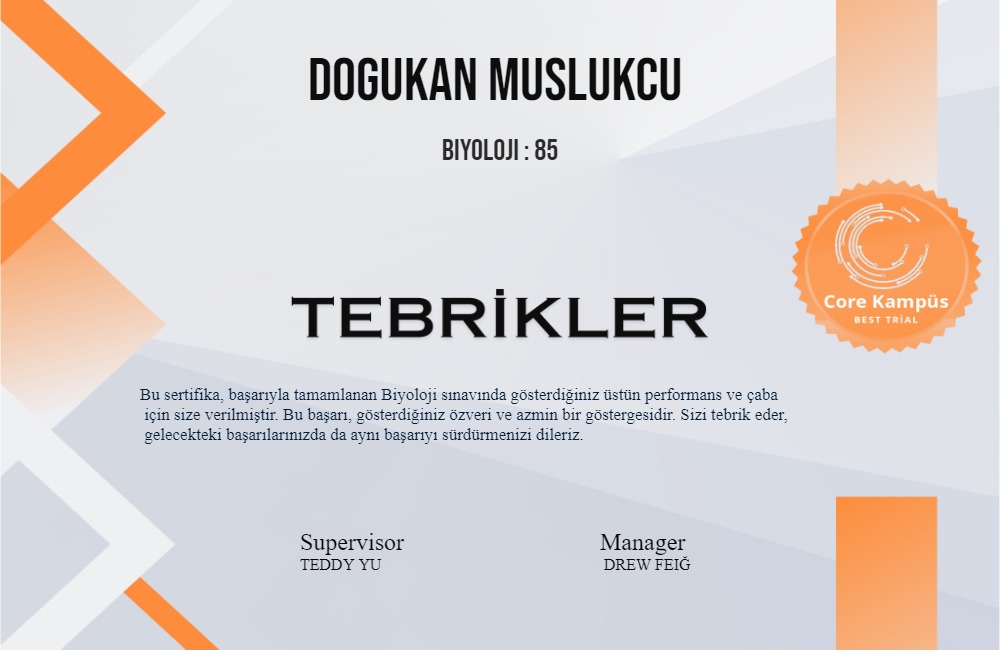 DOGUKAN MUSLUKCU
BIYOLOJI : 85
Core Kampüs
BEST TRİAL
TEBRİKLER
Bu sertifika, başarıyla tamamlanan Biyoloji sınavında gösterdiğiniz üstün performans ve çaba
için size verilmiştir. Bu başarı, gösterdiğiniz özveri ve azmin bir göstergesidir. Sizi tebrik eder,
gelecekteki başarılarınızda da aynı başarıyı sürdürmenizi dileriz.
Supervisor Manager
TEDDY YU DREW FEIĞ